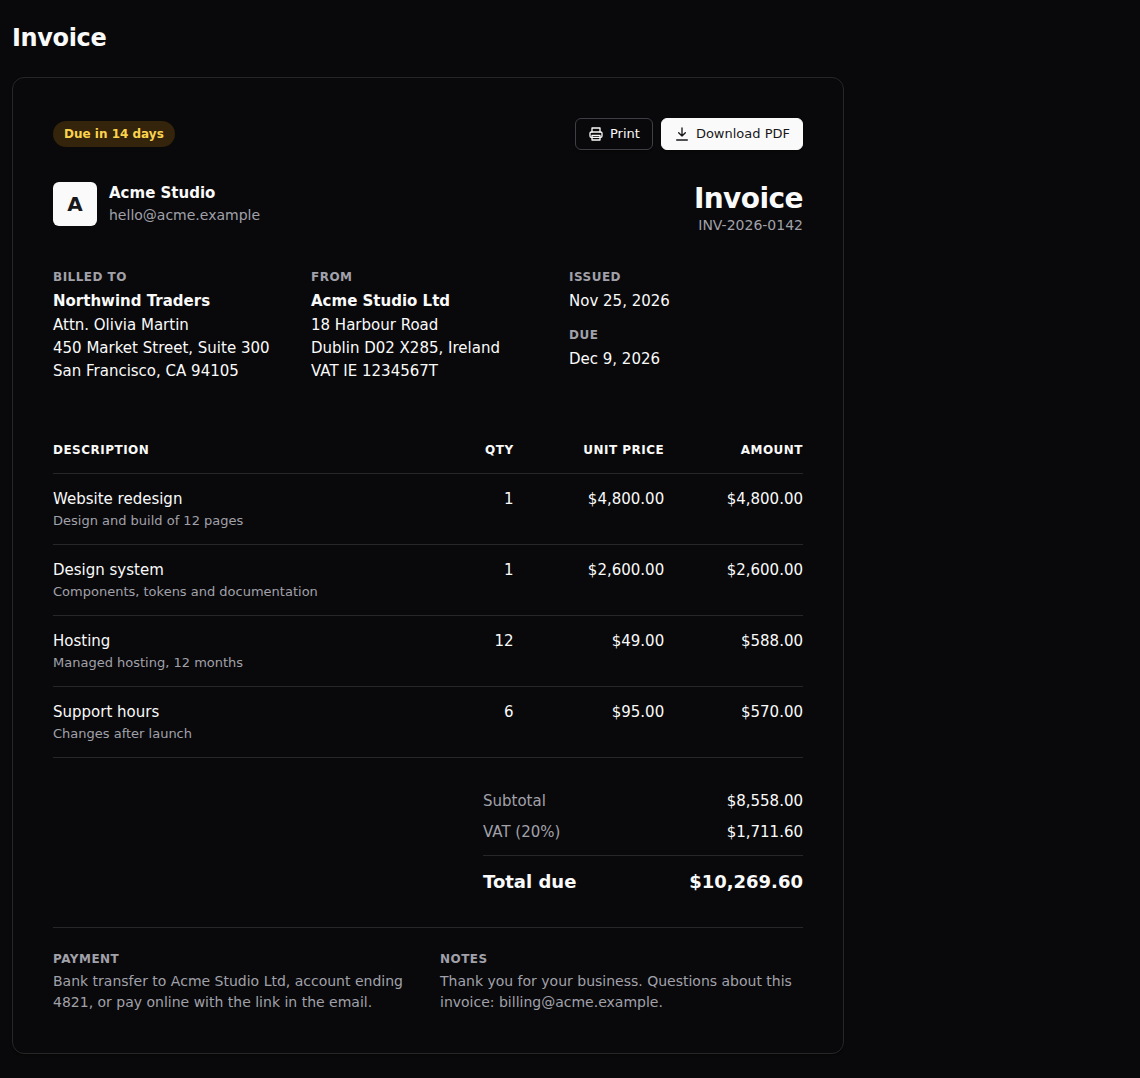 Invoice
Due in 14 days
Print
Download PDF
A
Acme Studio
hello@acme.example
Invoice
INV-2026-0142
BILLED TO
Northwind Traders
Attn. Olivia Martin
450 Market Street, Suite 300
San Francisco, CA 94105
FROM
Acme Studio Ltd
18 Harbour Road
Dublin D02 X285, Ireland
VAT IE 1234567T
ISSUED
Nov 25, 2026
DUE
Dec 9, 2026
DESCRIPTION QTY UNIT PRICE AMOUNT
Website redesign 1 $4,800.00 $4,800.00
Design and build of 12 pages
Design system 1 $2,600.00 $2,600.00
Components, tokens and documentation
Hosting 12 $49.00 $588.00
Managed hosting, 12 months
Support hours 6 $95.00 $570.00
Changes after launch
Subtotal $8,558.00
VAT (20%) $1,711.60
Total due $10,269.60
PAYMENT
Bank transfer to Acme Studio Ltd, account ending
4821, or pay online with the link in the email.
NOTES
Thank you for your business. Questions about this
invoice: billing@acme.example.